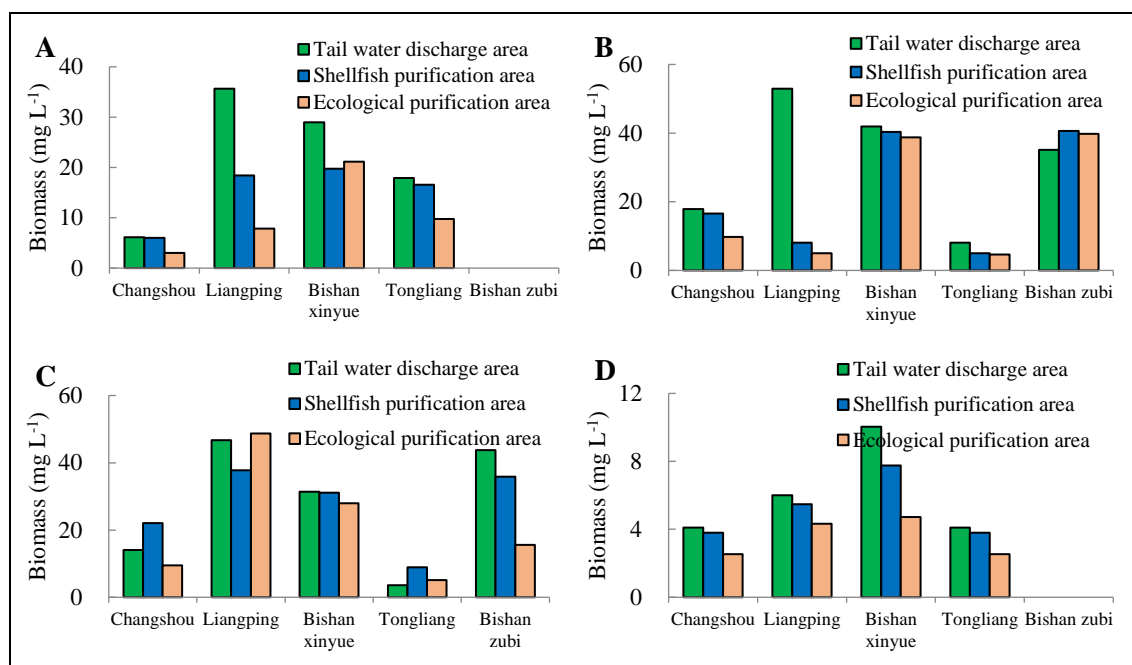 A
Tail water discharge area
Shellfish purification area
Ecological purification area
Biomass (mg L-1)
40
30
20
10
0
Changshou Liangping Bishan xinyue Tongliang Bishan zubi
B
Tail water discharge area
Shellfish purification area
Ecological purification area
Biomass (mg L-1)
60
40
20
0
Changshou Liangping Bishan xinyue Tongliang Bishan zubi
C
Tail water discharge area
Shellfish purification area
Ecological purification area
Biomass (mg L-1)
60
40
20
0
Changshou Liangping Bishan xinyue Tongliang Bishan zubi
D
Tail water discharge area
Shellfish purification area
Ecological purification area
Biomass (mg L-1)
12
8
4
0
Changshou Liangping Bishan xinyue Tongliang Bishan zubi